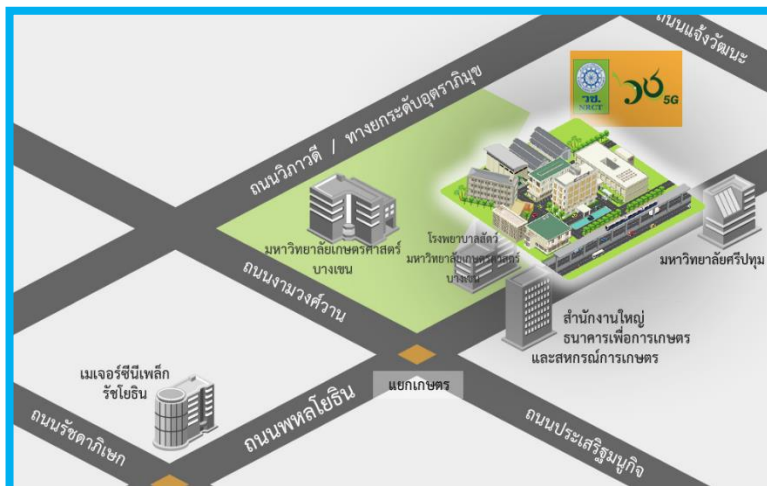 ถนนแจ้งวัฒนะ
วช.
NRCT
วช
5G
ถนนวิภาวดี / ทางยกระดับอุตราภิมุข
มหาวิทยาลัยเกษตรศาสตร์
บางเขน
โรงพยาบาลสัตว์
มหาวิทยาลัยเกษตรศาสตร์
บางเขน
มหาวิทยาลัยศรีปทุม
ถนนงามวงศ์วาน
สำนักงานใหญ่
ธนาคารเพื่อการเกษตร
และสหกรณ์การเกษตร
เมเจอร์ซีนีเพล็ก
รัชโยธิน
แยกเกษตร
ถนนพหลโยธิน
ถนนรัชดาภิเษก
ถนนประเสริฐมนูกิจ